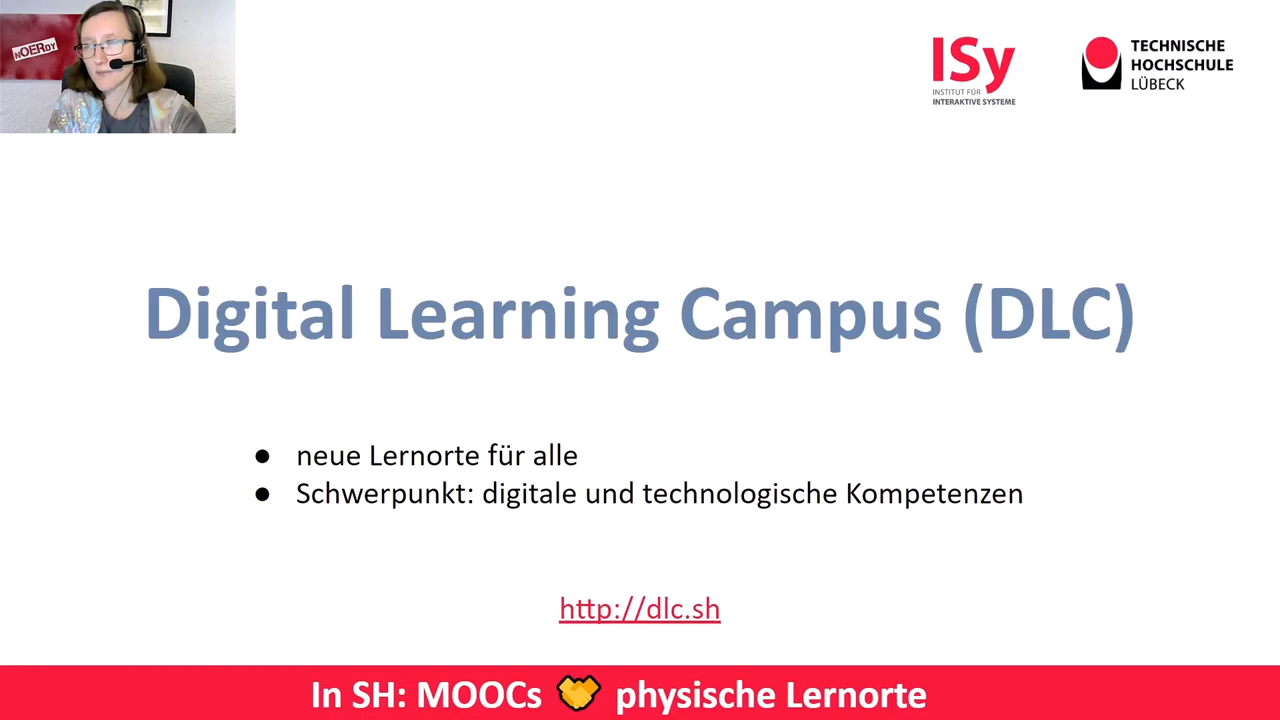 nOERdy
ISy
INSTITUT FÜR
INTERAKTIVE SYSTEME
TECHNISCHE
HOCHSCHULE
LÜBECK
Digital Learning Campus (DLC)
● neue Lernorte für alle
● Schwerpunkt: digitale und technologische Kompetenzen
http://dlc.sh
In SH: MOOCs 🤝 physische Lernorte